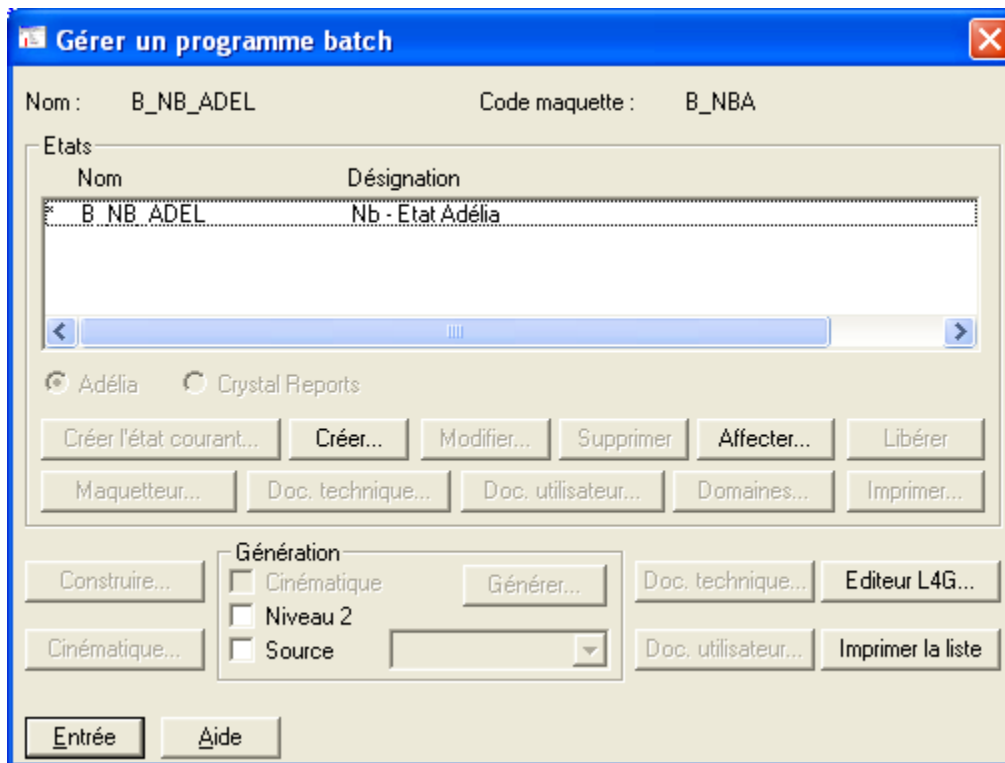 Gérer un programme batch
Nom : B_NB_ADEL Code maquette : B_NBA
Etats
Nom Désignation
* B_NB_ADEL Nb - Etat Adélia
Adélia Crystal Reports
Créer l'état courant... Créer... Modifier... Supprimer Affecter... Libérer
Maquetteur... Doc. technique... Doc. utilisateur... Domaines... Imprimer...
Génération
Construire... Cinématique Générer... Doc. technique... Editeur L4G...
Niveau 2
Cinématique... Source Doc. utilisateur... Imprimer la liste
Entrée Aide